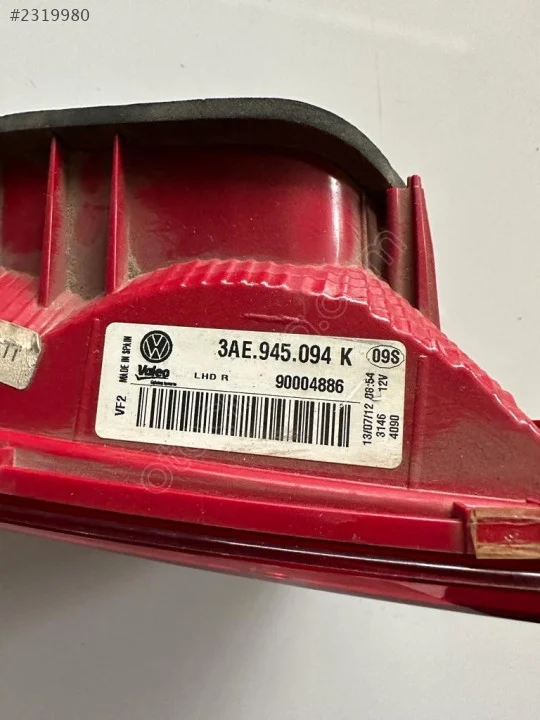 #2319980
3AE.945.094 K
09S
MADE IN SPAIN
Valeo
LHD R
90004886
VF2
13/07/12 08:54
12V
3146
4090